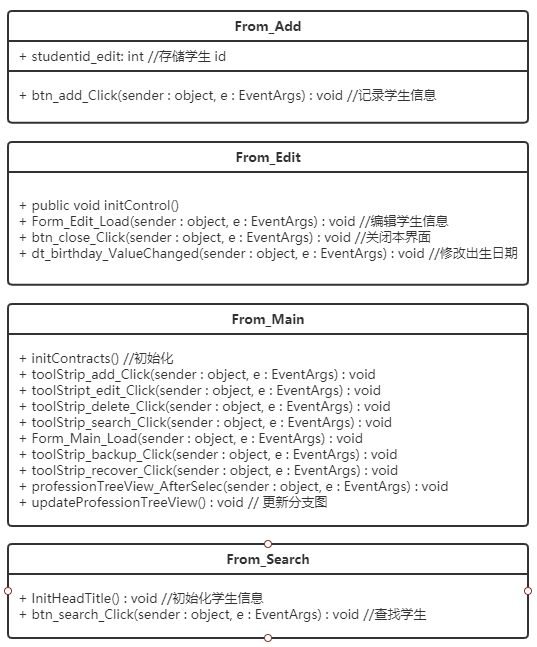 From_Add
+ studentid_edit: int //存储学生 id
+ btn_add_Click(sender : object, e : EventArgs) : void //记录学生信息
From_Edit
+ public void initControl()
+ Form_Edit_Load(sender : object, e : EventArgs) : void //编辑学生信息
+ btn_close_Click(sender : object, e : EventArgs) : void //关闭本界面
+ dt_birthday_ValueChanged(sender : object, e : EventArgs) : void //修改出生日期
From_Main
+ initContracts() //初始化
+ toolStrip_add_Click(sender : object, e : EventArgs) : void
+ toolStript_edit_Click(sender : object, e : EventArgs) : void
+ toolStrip_delete_Click(sender : object, e : EventArgs) : void
+ toolStrip_search_Click(sender : object, e : EventArgs) : void
+ Form_Main_Load(sender : object, e : EventArgs) : void
+ toolStrip_backup_Click(sender : object, e : EventArgs) : void
+ toolStrip_recover_Click(sender : object, e : EventArgs) : void
+ professionTreeView_AfterSelec(sender : object, e : EventArgs) : void
+ updateProfessionTreeView() : void // 更新分支图
From_Search
+ InitHeadTitle() : void //初始化学生信息
+ btn_search_Click(sender : object, e : EventArgs) : void //查找学生